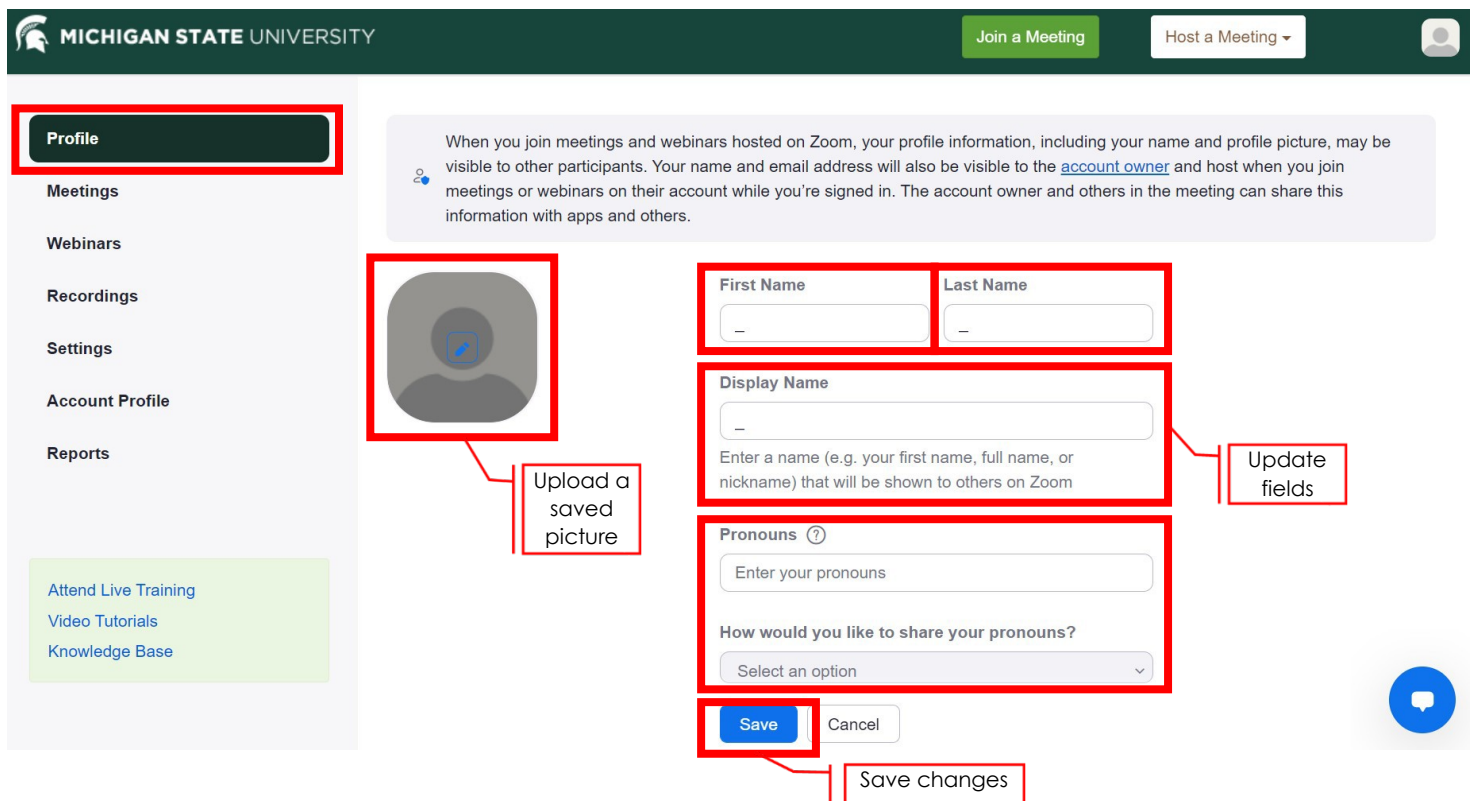 MICHIGAN STATE UNIVERSITY
Join a Meeting
Host a Meeting
Profile
Meetings
Webinars
Recordings
Settings
Account Profile
Reports
Attend Live Training
Video Tutorials
Knowledge Base
When you join meetings and webinars hosted on Zoom, your profile information, including your name and profile picture, may be
visible to other participants. Your name and email address will also be visible to the account owner and host when you join
meetings or webinars on their account while you’re signed in. The account owner and others in the meeting can share this
information with apps and others.
Upload a
saved
picture
First Name
_
Last Name
_
Display Name
_
Enter a name (e.g. your first name, full name, or
nickname) that will be shown to others on Zoom
Update
fields
Pronouns ?
Enter your pronouns
How would you like to share your pronouns?
Select an option
Save
Cancel
Save changes